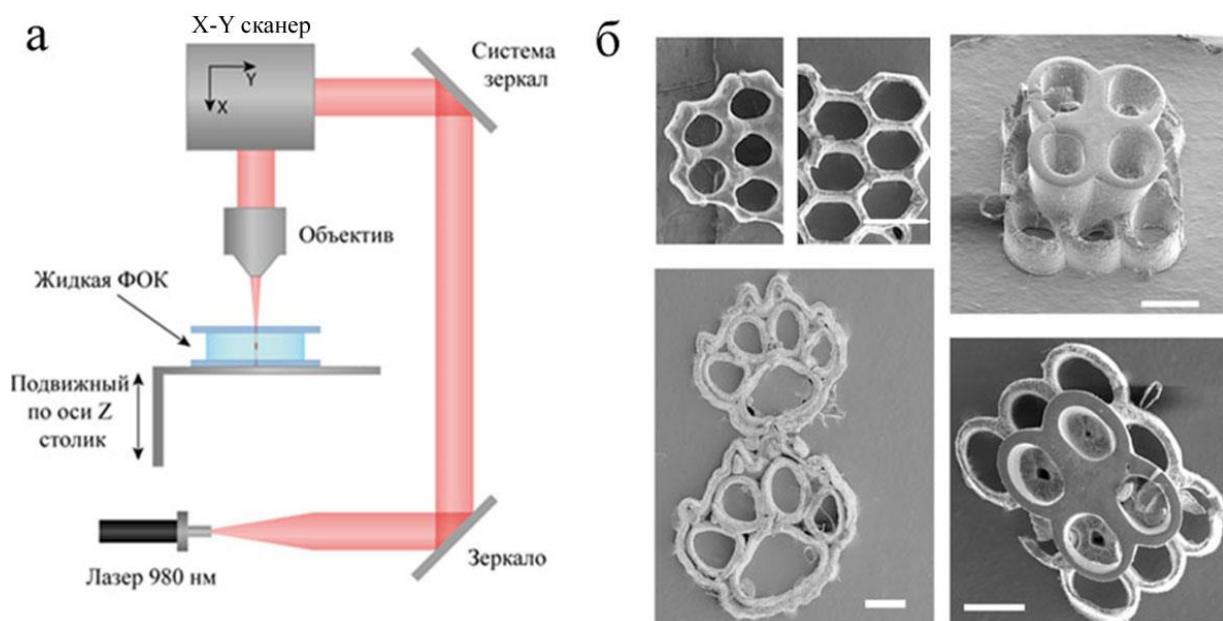 а
X-Y сканер
Y
X
Система
зеркал
Объектив
Жидкая ФОК
Подвижный
по оси Z
столик
Лазер 980 нм
Зеркало
б